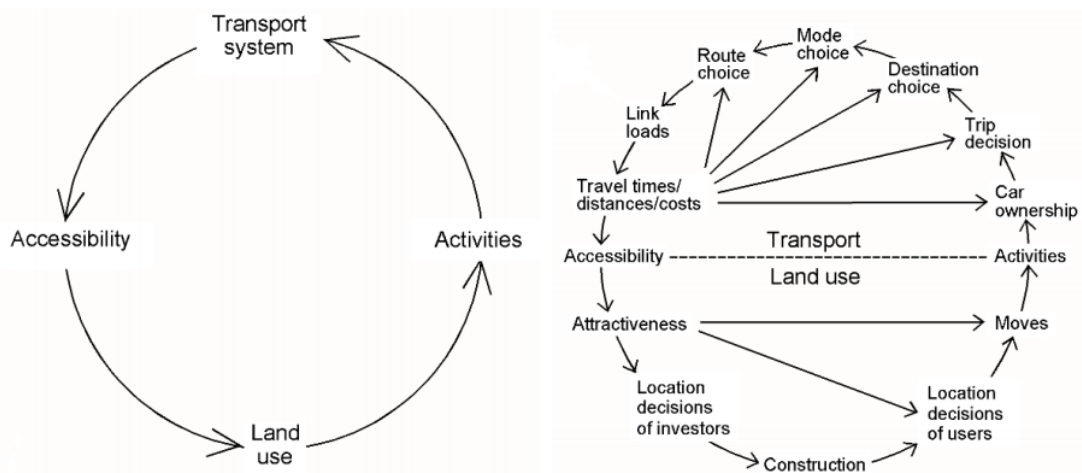 Transport
system
Accessibility
Activities
Land
use
Mode
choice
Route
choice
Destination
choice
Link
loads
Trip
decision
Travel times/
distances/costs
Car
ownership
Transport
Accessibility
Activities
Land use
Attractiveness
Moves
Location
decisions
of investors
Location
decisions
of users
Construction